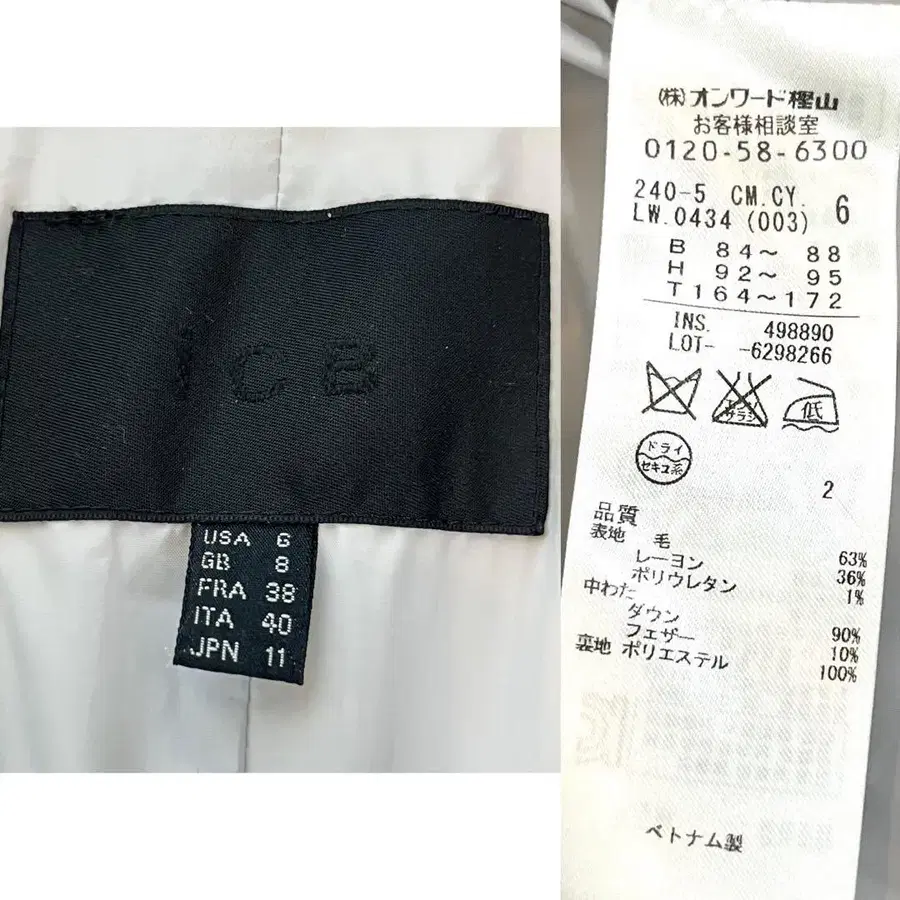 iCB
USA 6
GB 8
FRA 38
ITA 40
JPN 11
(株)オンワード樫山
お客様相談室
0120-58-6300
240-5 CM.CY. 6
LW.0434 (003)
B 84~ 88
H 92~ 95
T164~172
INS. 498890
LOT- -6298266
エンソ
サラシ
低
ドライ
セキユ系
2
品質
表地 毛 63%
レーヨン 36%
ポリウレタン 1%
中わた
ダウン 90%
フェザー 10%
裏地 ポリエステル 100%
ベトナム製